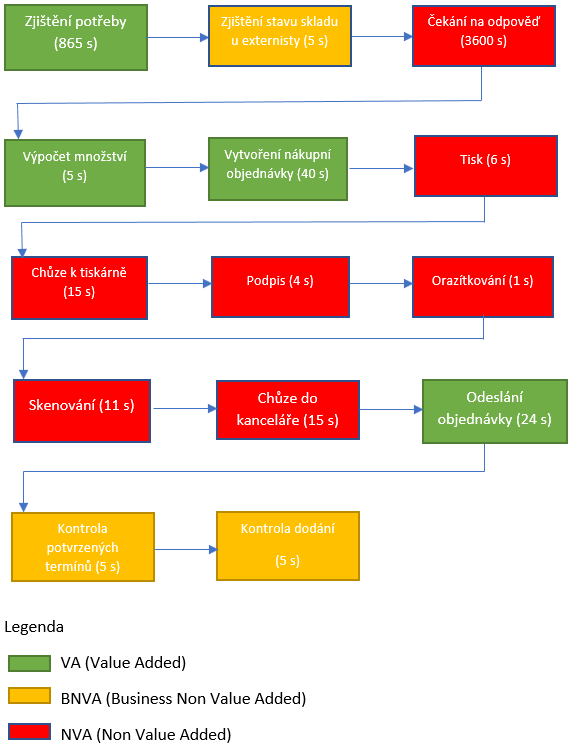 Zjištění potřeby
(865 s)
Zjištění stavu skladu
u externisty (5 s)
Čekání na odpověď
(3600 s)
Výpočet množství
(5 s)
Vytvoření nákupní
objednávky (40 s)
Tisk (6 s)
Chůze k tiskárně
(15 s)
Podpis (4 s)
Orazítkování (1 s)
Skenování (11 s)
Chůze do
kanceláře (15 s)
Odeslání
objednávky (24 s)
Kontrola
potvrzených
termínů (5 s)
Kontrola dodání
(5 s)
Legenda
VA (Value Added)
BNVA (Business Non Value Added)
NVA (Non Value Added)